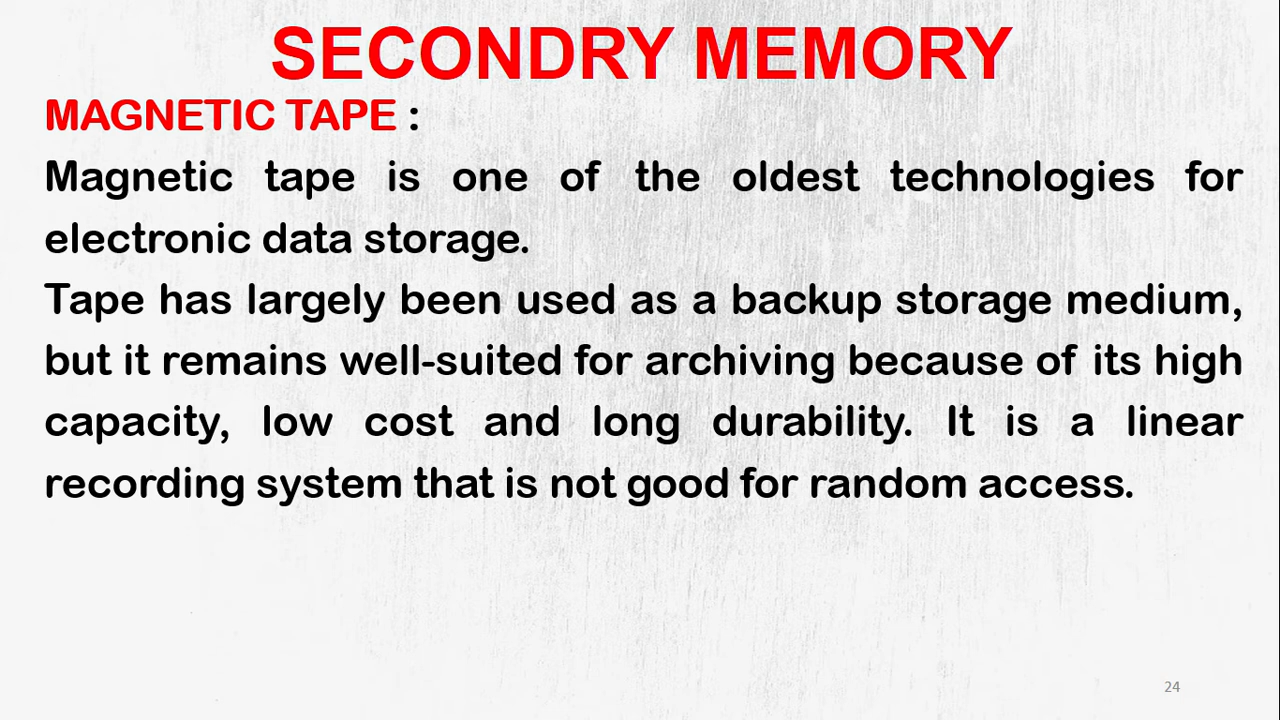 SECONDRY MEMORY
MAGNETIC TAPE :
Magnetic tape is one of the oldest technologies for
electronic data storage.
Tape has largely been used as a backup storage medium,
but it remains well-suited for archiving because of its high
capacity, low cost and long durability. It is a linear
recording system that is not good for random access.
24